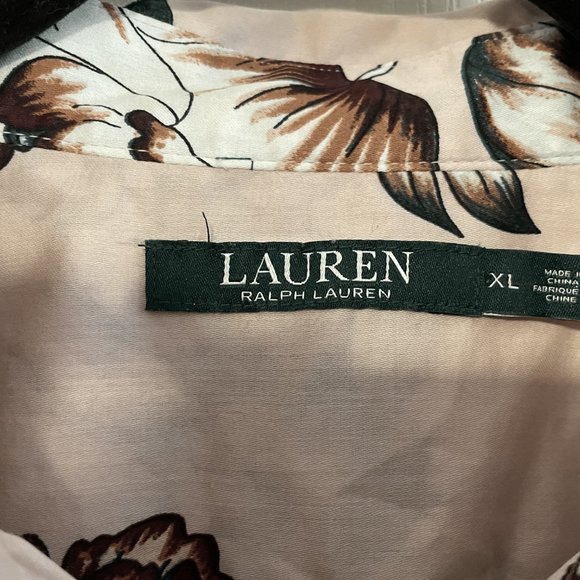 LAUREN
RALPH LAUREN
XL
MADE IN
CHINA
FABRIQUÉ
CHINE